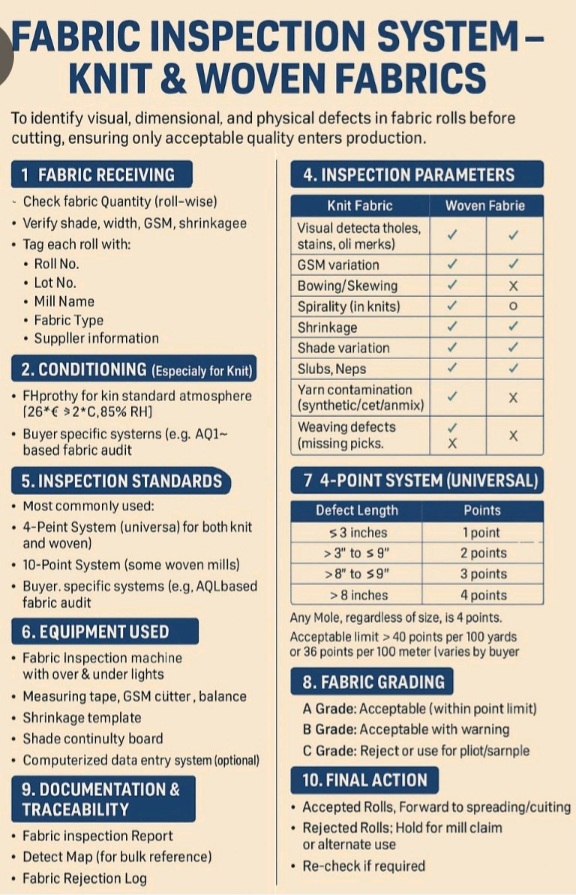 FABRIC INSPECTION SYSTEM–
KNIT & WOVEN FABRICS
To identify visual, dimensional, and physical defects in fabric rolls before
cutting, ensuring only acceptable quality enters production.
1 FABRIC RECEIVING
- Check fabric Quantity (roll-wise)
• Verify shade, width, GSM, shrinkagee
• Tag each roll with:
• Roll No.
• Lot No.
• Mill Name
• Fabric Type
• Suppller information
2. CONDITIONING (Especialy for Knit)
• FHprothy for kin standard atmosphere
[26*€ ⋟2*C,85% RH]
• Buyer specific systerns (e.g. AQ1~
based fabric audit
5. INSPECTION STANDARDS
• Most commonly used:
• 4-Peint System (universa) for both knit
and woven)
• 10-Point System (some woven mills)
• Buyer. specific systems (e.g, AQLbased
fabric audit
6. EQUIPMENT USED
• Fabric Inspection machine
with over & under lights
• Measuring tape, GSM cütter, balance
• Shrinkage template
• Shade continuity board
• Computerized data entry system (optional)
9. DOCUMENTATION &
TRACEABILITY
• Fabric inspection Report
• Detect Map (for bulk reference)
• Fabric Rejection Log
4. INSPECTION PARAMETERS
Knit Fabric Woven Fabrie
Visual detecta tholes,
stains, oli merks) ✓ ✓
GSM variation ✓ ✓
Bowing/Skewing ✓ X
Spirality (in knits) ✓ O
Shrinkage ✓ ✓
Shade variation ✓ ✓
Slubs, Neps ✓ ✓
Yarn contamination
(synthetic/cet/anmix) ✓ X
Weaving defects ✓
(missing picks. X X
7 4-POINT SYSTEM (UNIVERSAL)
Defect Length Points
≤ 3 inches 1 point
> 3" to ≤ 9" 2 points
>8" to ≤9" 3 points
> 8 inches 4 points
Any Mole, regardless of size, is 4 points.
Acceptable limit > 40 points per 100 yards
or 36 points per 100 meter (varies by buyer
8. FABRIC GRADING
A Grade: Acceptable (within point limit)
B Grade: Acceptable with warning
C Grade: Reject or use for pliot/sarnple
10. FINAL ACTION
• Accepted Rolls, Forward to spreading/cuiting
• Rejected Rolls; Hold for mill claim
or alternate use
• Re-check if required